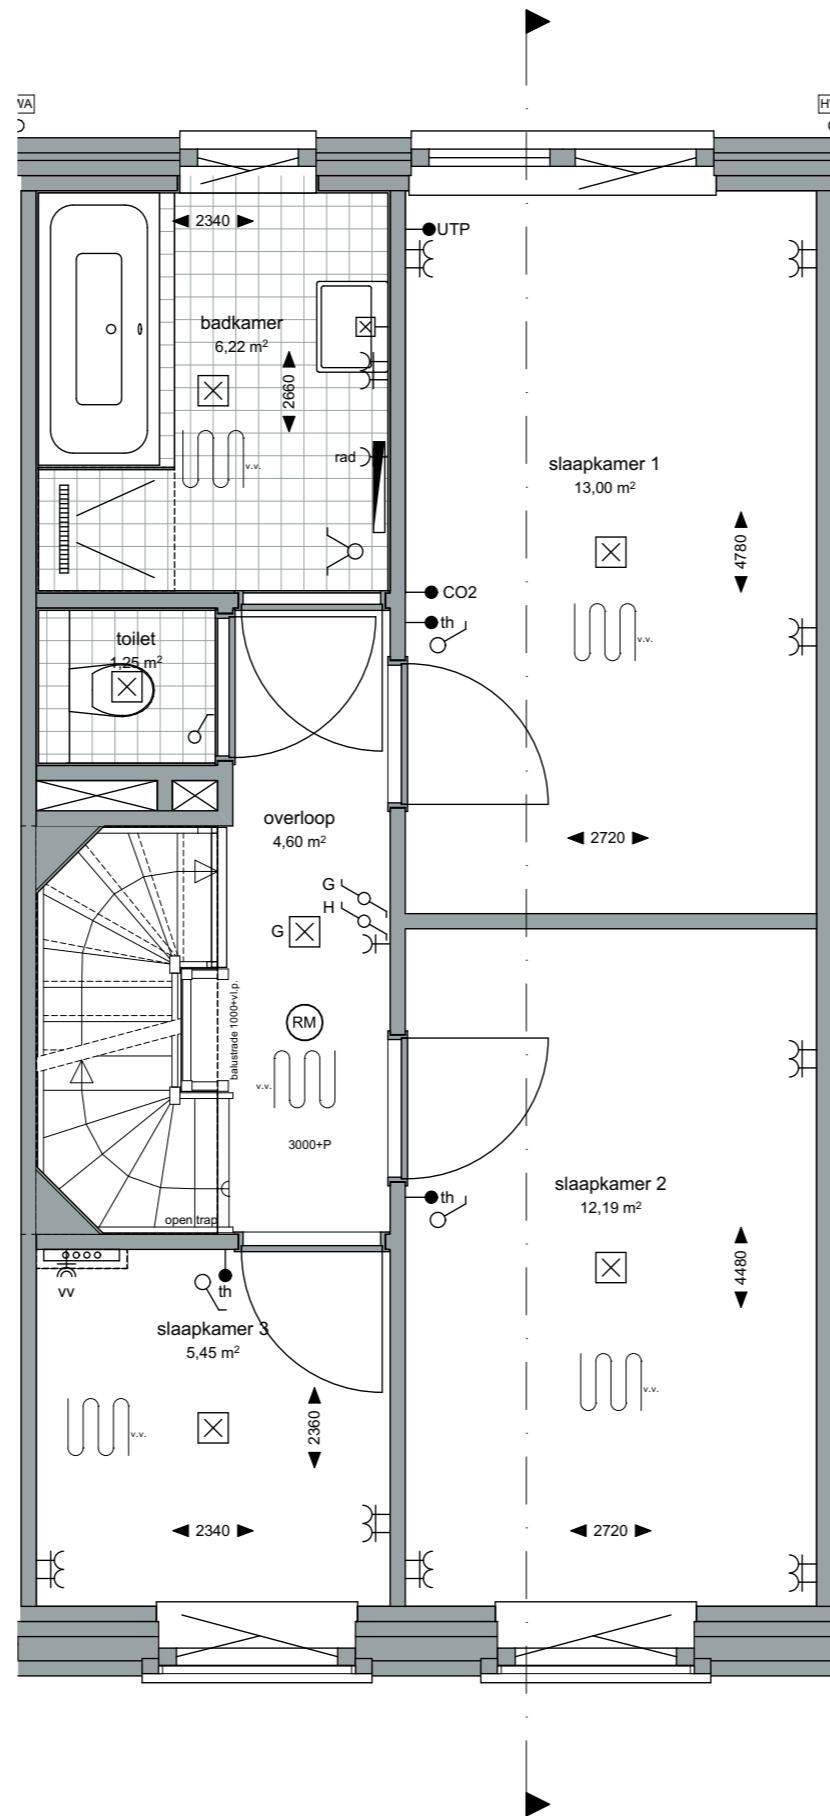 WA
2340
UTP
badkamer
6,22 m²
2660
rad
v.v.
slaapkamer 1
13,00 m²
4780
CO2
th
v.v.
toilet
1,25 m²
overloop
4,60 m²
2720
G
H
G
RM
balustrade 1000+vl.p.
v.v.
3000+P
open trap
th
slaapkamer 2
12,19 m²
4480
vv
th
slaapkamer 3
5,45 m²
2360
v.v.
v.v.
2340
2720